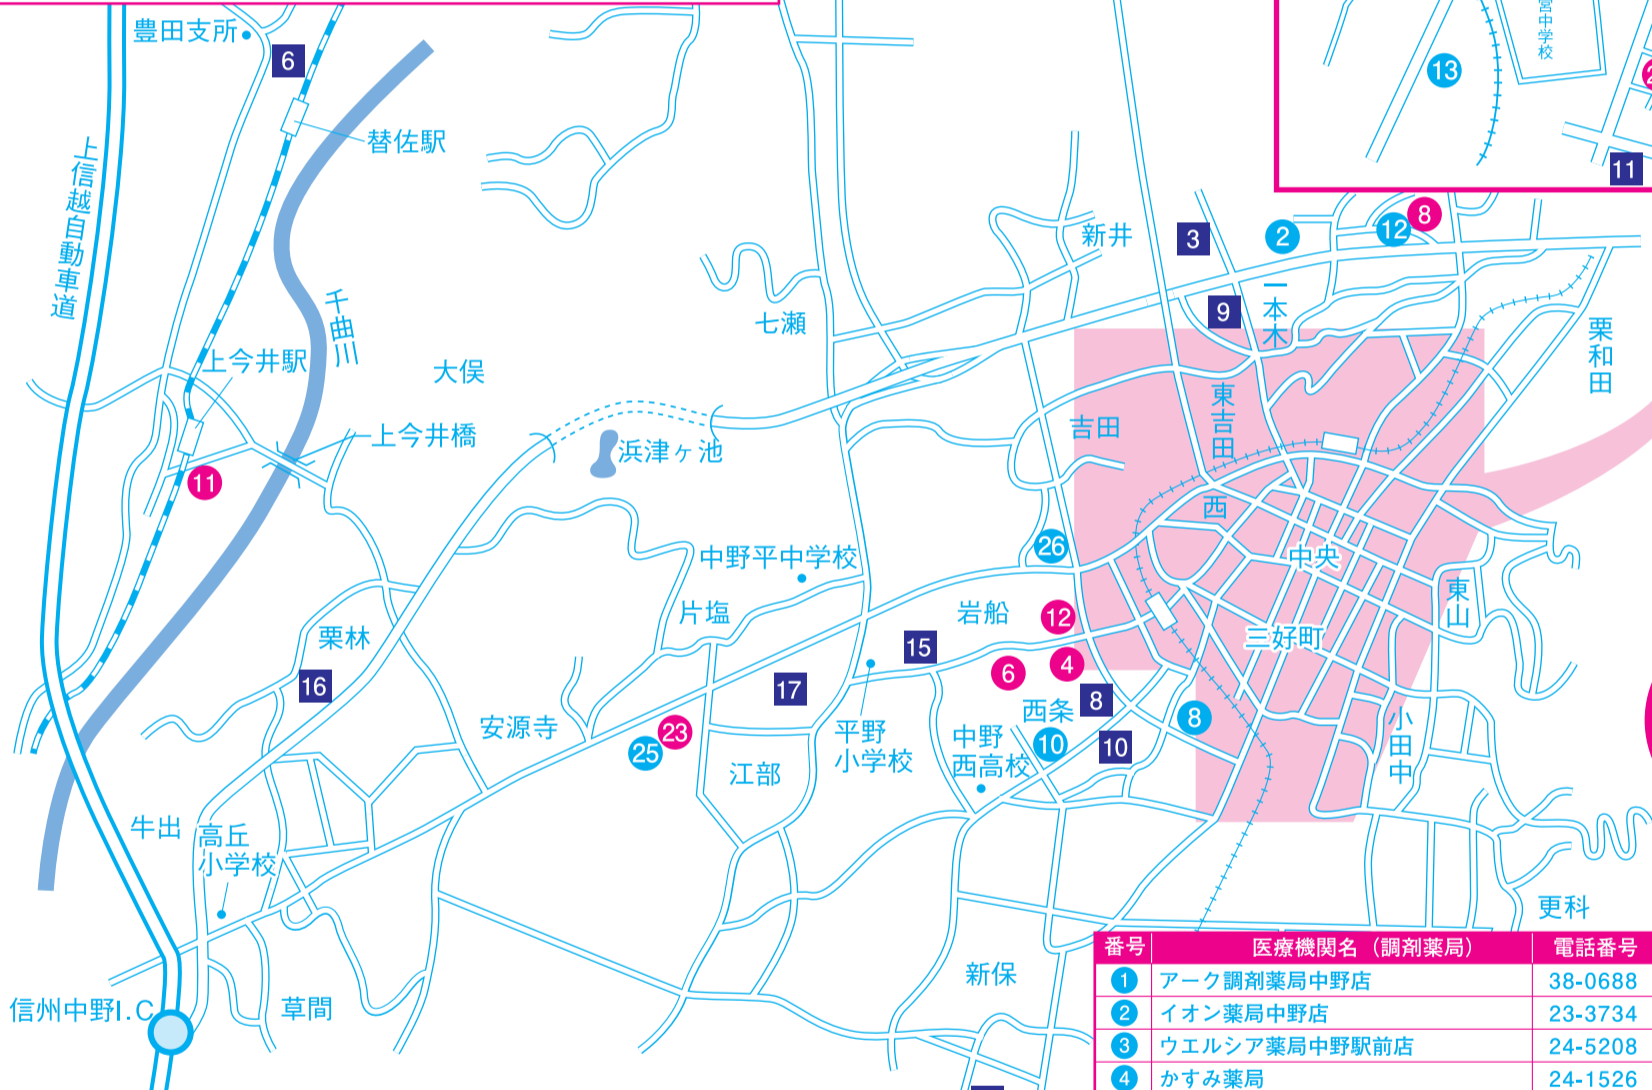 豊田支所
6
替佐駅
上信越自動車道
千曲川
上今井駅
上今井橋
11
大俣
浜津ヶ池
七瀬
新井
3
2
12
8
13
宮中学校
11
9
一本木
栗和田
東吉田
吉田
西
26
中央
東山
三好町
中野平中学校
片塩
岩船
12
15
6
4
栗林
16
17
安源寺
23
25
江部
平野
小学校
西条
8
10
10
8
中野
西高校
小田中
牛出
高丘
小学校
更科
新保
草間
信州中野I.C
番号 医療機関名（調剤薬局） 電話番号
1 アーク調剤薬局中野店 38-0688
2 イオン薬局中野店 23-3734
3 ウエルシア薬局中野駅前店 24-5208
4 かすみ薬局 24-1526